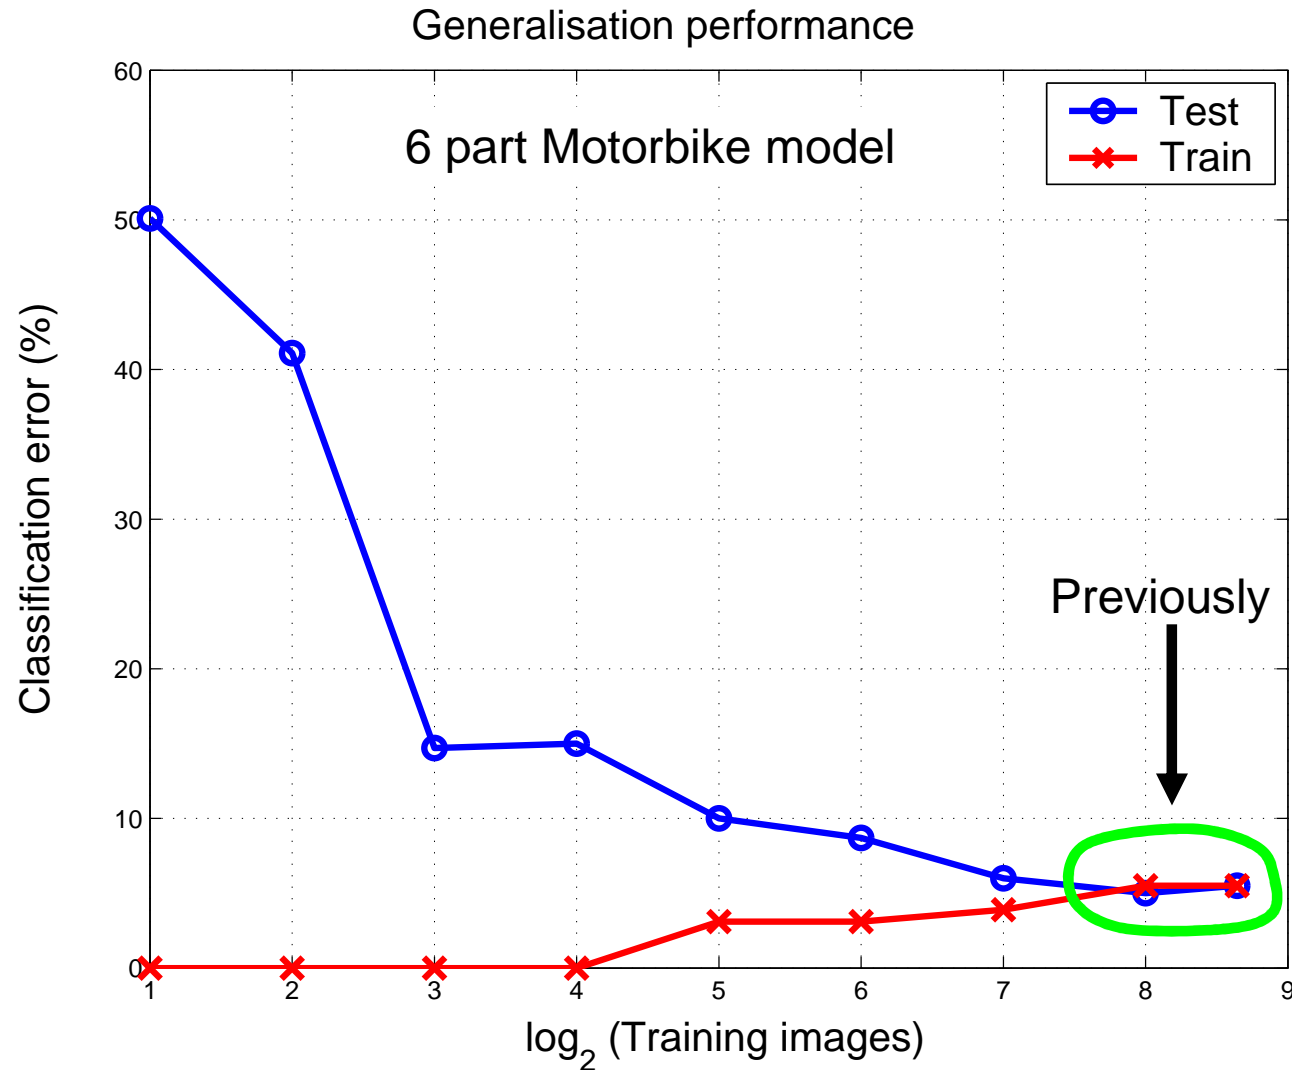 Generalisation performance
60
50
40
30
20
10
0
6 part Motorbike model
Test
Train
Previously
Classification error (%)
1 2 3 4 5 6 7 8 9
log2 (Training images)